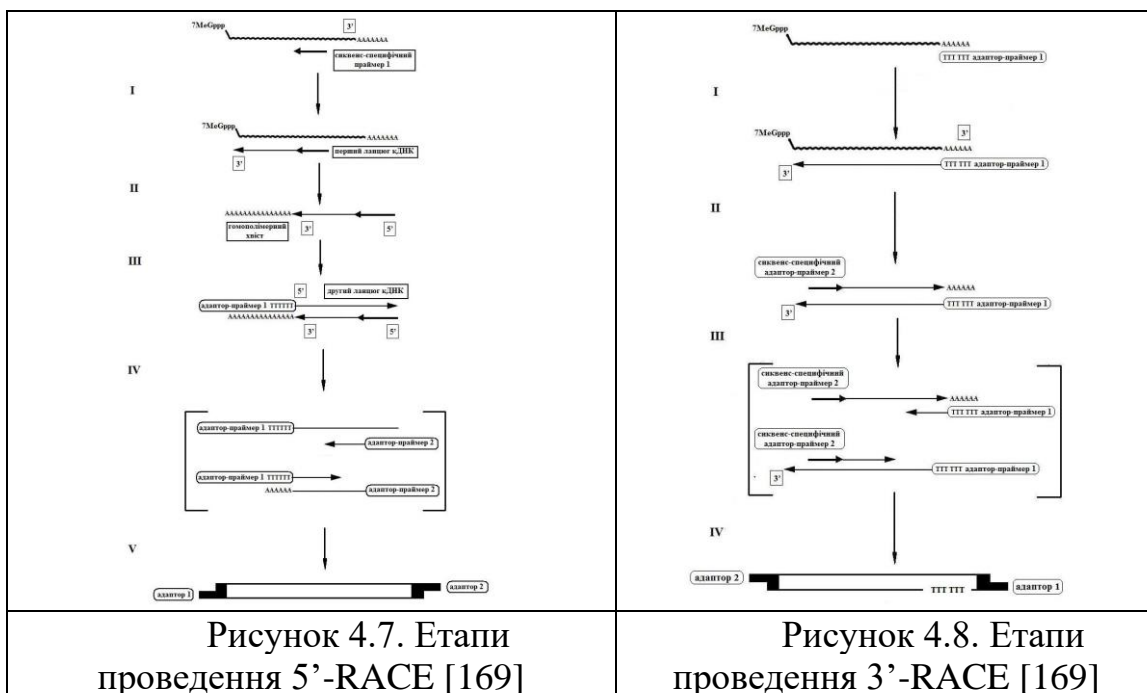 7MeGppp
3'
AAAAAAA
сиквенс-специфічний
праймер 1
I
7MeGppp
AAAAAAA
3'
перший ланцюг кДНК
II
AAAAAAAAAAAAAAA
гомополімерний
хвіст
3'
5'
III
5'
другий ланцюг кДНК
адаптор-праймер 1 TTTTTT
AAAAAAAAAAAAAAA
3'
5'
IV
адаптор-праймер 1 TTTTTT
адаптор-праймер 2
адаптор-праймер 1 TTTTTT
AAAAAA
адаптор-праймер 2
V
адаптор 1
адаптор 2
Рисунок 4.7. Етапи
проведення 5’-RACE [169]
7MeGppp
AAAAAA
TTT TTT адаптор-праймер 1
I
7MeGppp
3'
AAAAAA
TTT TTT адаптор-праймер 1
3'
II
сиквенс-специфічний
адаптор-праймер 2
AAAAAA
TTT TTT адаптор-праймер 1
3'
III
сиквенс-специфічний
адаптор-праймер 2
AAAAAA
TTT TTT адаптор-праймер 1
сиквенс-специфічний
адаптор-праймер 2
TTT TTT адаптор-праймер 1
3'
IV
адаптор 2
TTT TTT
адаптор 1
Рисунок 4.8. Етапи
проведення 3’-RACE [169]